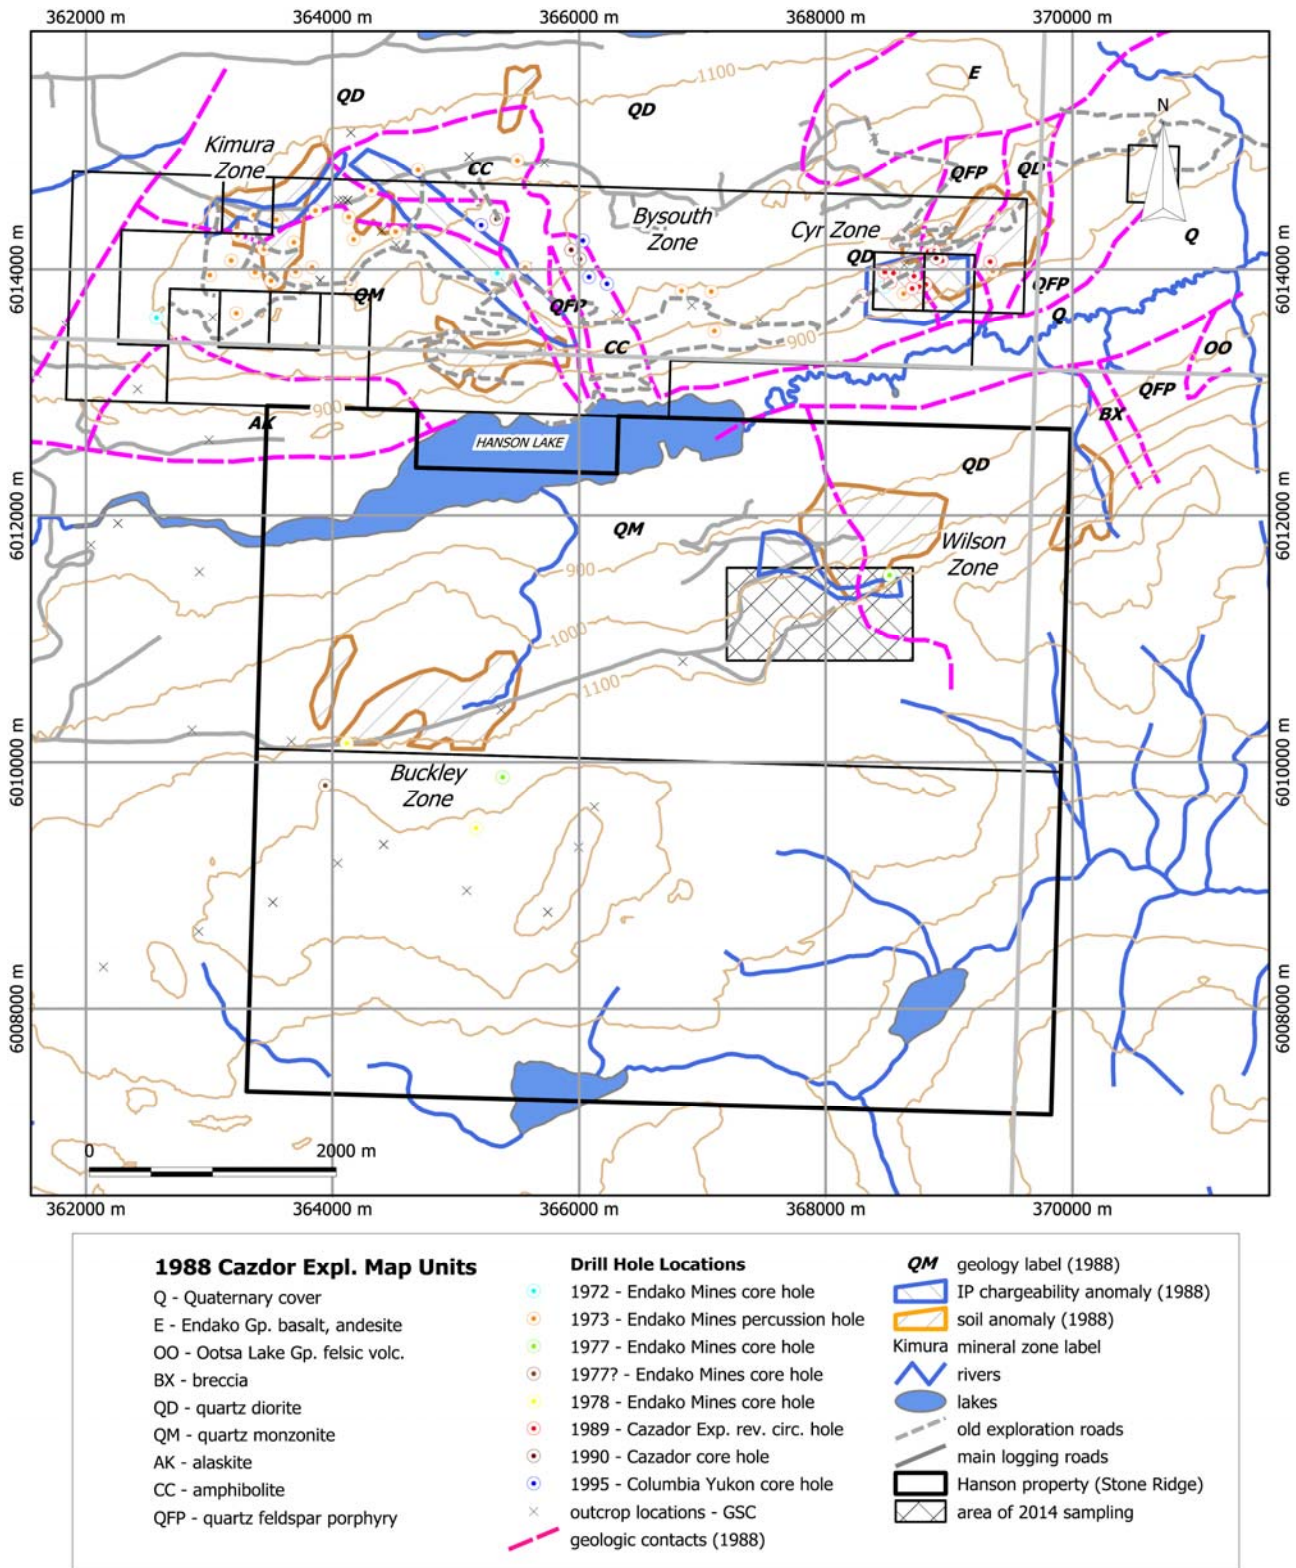 362000 m
364000 m
366000 m
368000 m
370000 m
1100
E
QD
QD
N
Kimura
Zone
CC
QFP
QD
Bysouth
Zone
Cyr Zone
Q
6014000 m
QD
6014000 m
QM
QFP
QFP
Q
CC
900
OO
QFP
900
AK
BX
HANSON LAKE
QD
6012000 m
QM
Wilson
Zone
6012000 m
900
1000
1100
6010000 m
Buckley
Zone
6010000 m
6008000 m
6008000 m
0
2000 m
362000 m
364000 m
366000 m
368000 m
370000 m
1988 Cazdor Expl. Map Units
Q - Quaternary cover
E - Endako Gp. basalt, andesite
OO - Ootsa Lake Gp. felsic volc.
BX - breccia
QD - quartz diorite
QM - quartz monzonite
AK - alaskite
CC - amphibolite
QFP - quartz feldspar porphyry
Drill Hole Locations
1972 - Endako Mines core hole
1973 - Endako Mines percussion hole
1977 - Endako Mines core hole
1977? - Endako Mines core hole
1978 - Endako Mines core hole
1989 - Cazador Exp. rev. circ. hole
1990 - Cazador core hole
1995 - Columbia Yukon core hole
outcrop locations - GSC
geologic contacts (1988)
QM geology label (1988)
IP chargeability anomaly (1988)
soil anomaly (1988)
Kimura mineral zone label
rivers
lakes
old exploration roads
main logging roads
Hanson property (Stone Ridge)
area of 2014 sampling